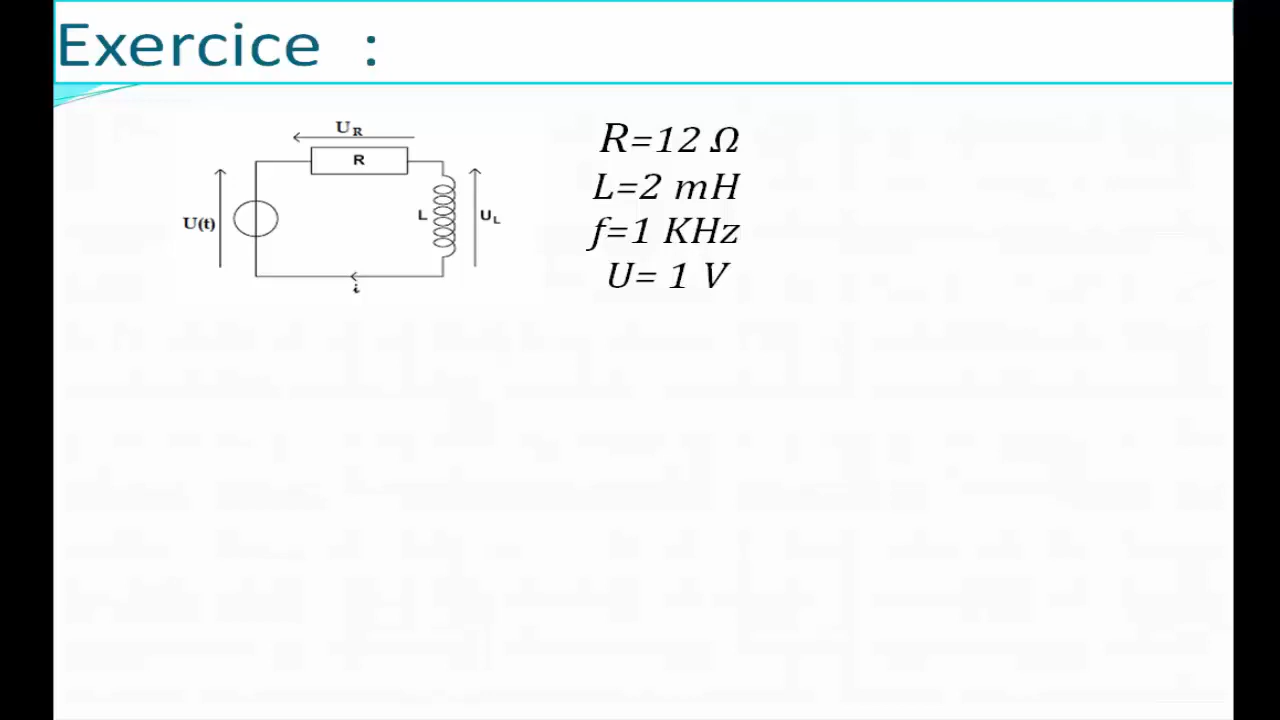 Exercice :
UR
R
U(t)
L
UL
i
R=12 Ω
L=2 mH
f=1 KHz
U= 1 V